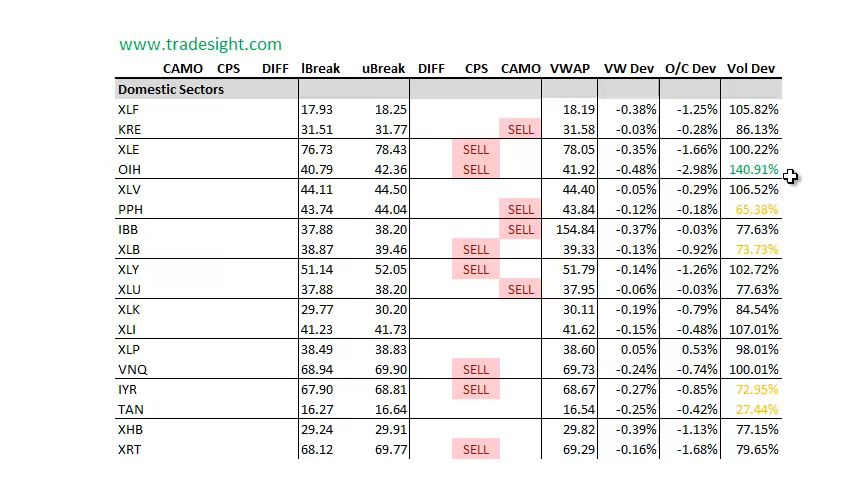 www.tradesight.com
CAMO CPS DIFF lBreak uBreak DIFF CPS CAMO VWAP VW Dev O/C Dev Vol Dev
Domestic Sectors
XLF 17.93 18.25 18.19 -0.38% -1.25% 105.82%
KRE 31.51 31.77 SELL 31.58 -0.03% -0.28% 86.13%
XLE 76.73 78.43 SELL 78.05 -0.35% -1.66% 100.22%
OIH 40.79 42.36 SELL 41.92 -0.48% -2.98% 140.91%
XLV 44.11 44.50 44.40 -0.05% -0.29% 106.52%
PPH 43.74 44.04 SELL 43.84 -0.12% -0.18% 65.38%
IBB 37.88 38.20 SELL 154.84 -0.37% -0.03% 77.63%
XLB 38.87 39.46 SELL 39.33 -0.13% -0.92% 73.73%
XLY 51.14 52.05 SELL 51.79 -0.14% -1.26% 102.72%
XLU 37.88 38.20 SELL 37.95 -0.06% -0.03% 77.63%
XLK 29.77 30.20 30.11 -0.19% -0.79% 84.54%
XLI 41.23 41.73 41.62 -0.15% -0.48% 107.01%
XLP 38.49 38.83 38.60 0.05% 0.53% 98.01%
VNQ 68.94 69.90 SELL 69.73 -0.24% -0.74% 100.01%
IYR 67.90 68.81 SELL 68.67 -0.27% -0.85% 72.95%
TAN 16.27 16.64 16.54 -0.25% -0.42% 27.44%
XHB 29.24 29.91 29.82 -0.39% -1.13% 77.15%
XRT 68.12 69.77 SELL 69.29 -0.16% -1.68% 79.65%